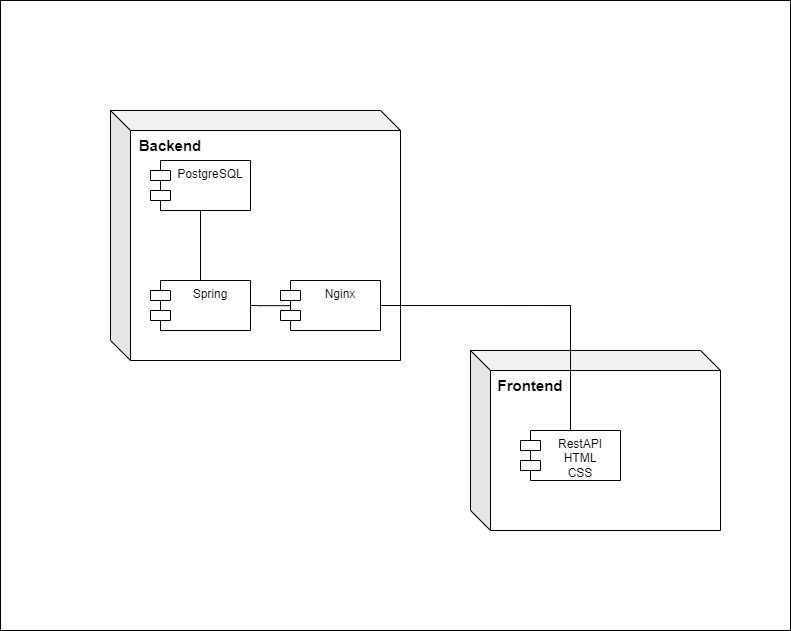 Backend
PostgreSQL
Spring
Nginx
Frontend
RestAPI
HTML
CSS